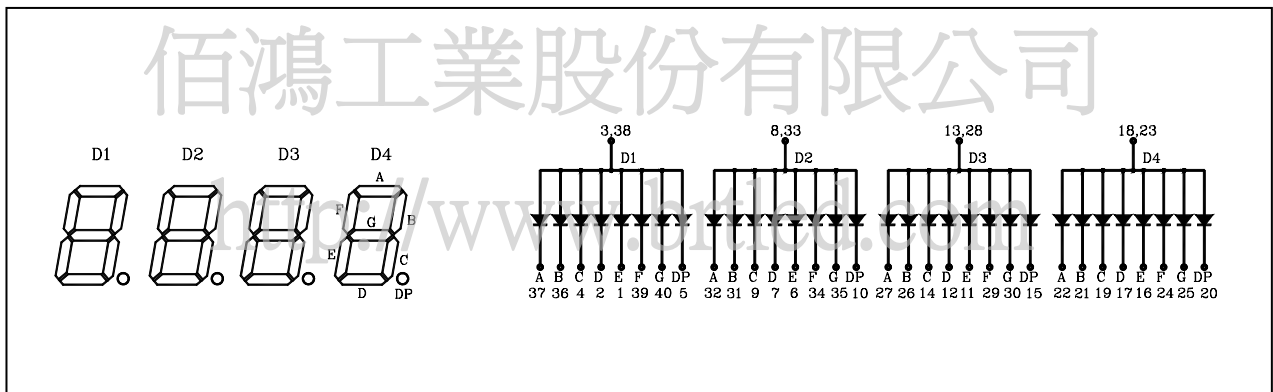 佰鴻工業股份有限公司
http://www.brtled.com
D1 D2 D3 D4
A
F B
G
E C
D DP
3,38 8,33 13,28 18,23
D1 D2 D3 D4
A B C D E F G DP A B C D E F G DP A B C D E F G DP A B C D E F G DP
37 36 4 2 1 39 40 5 32 31 9 7 6 34 35 10 27 26 14 12 11 29 30 15 22 21 19 17 16 24 25 20